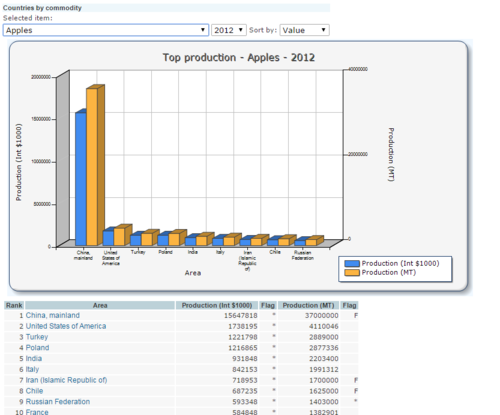 Countries by commodity
Selected item:
Apples 2012 Sort by: Value
Top production - Apples - 2012
20000000
15000000
10000000
5000000
0
Production (Int $1000)
40000000
20000000
0
Production (MT)
China, mainland
United States of America
Turkey
Poland
India
Italy
Iran (Islamic Republic of)
Chile
Russian Federation
Area
Production (Int $1000)
Production (MT)
Rank Area Production (Int $1000) Flag Production (MT) Flag
1 China, mainland 15647818 * 37000000 F
2 United States of America 1738195 * 4110046
3 Turkey 1221798 * 2889000
4 Poland 1216865 * 2877336
5 India 931848 * 2203400
6 Italy 842153 * 1991312
7 Iran (Islamic Republic of) 718953 * 1700000 F
8 Chile 687235 * 1625000 F
9 Russian Federation 593348 * 1403000 *
10 France 584848 * 1382901